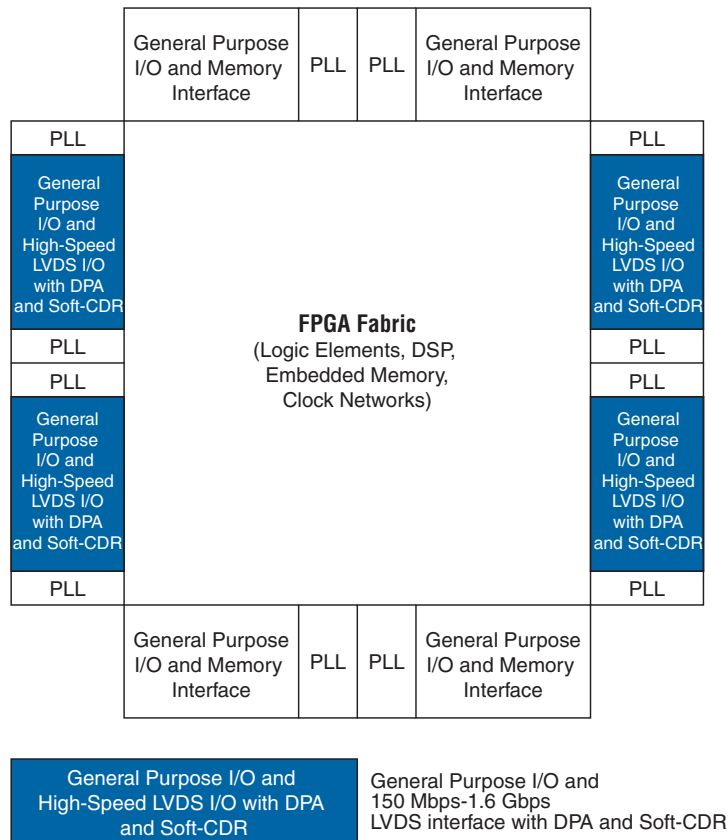 General Purpose
I/O and Memory
Interface
PLL
PLL
General Purpose
I/O and Memory
Interface
PLL
General
Purpose
I/O and
High-Speed
LVDS I/O
with DPA
and Soft-CDR
PLL
PLL
General
Purpose
I/O and
High-Speed
LVDS I/O
with DPA
and Soft-CDR
PLL
FPGA Fabric
(Logic Elements, DSP,
Embedded Memory,
Clock Networks)
PLL
General
Purpose
I/O and
High-Speed
LVDS I/O
with DPA
and Soft-CDR
PLL
PLL
General
Purpose
I/O and
High-Speed
LVDS I/O
with DPA
and Soft-CDR
PLL
General Purpose
I/O and Memory
Interface
PLL
PLL
General Purpose
I/O and Memory
Interface
General Purpose I/O and
High-Speed LVDS I/O with DPA
and Soft-CDR
General Purpose I/O and
150 Mbps-1.6 Gbps
LVDS interface with DPA and Soft-CDR